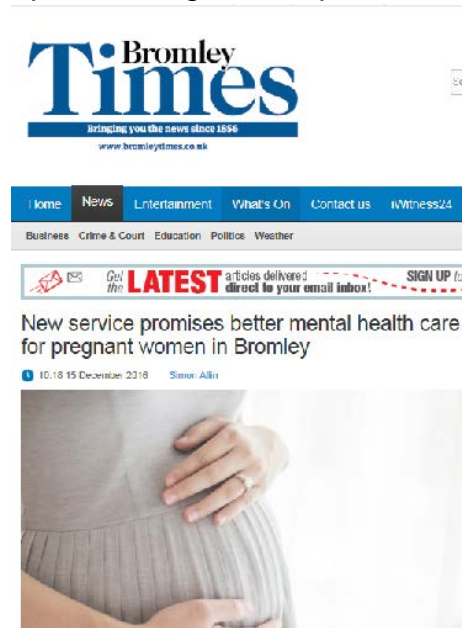 Bromley
Times
Bringing you the news since 1856
www.bromleytimes.co.uk
Home News Entertainment What's On Contact us iWitness24
Business Crime & Court Education Politics Weather
Get the LATEST articles delivered direct to your email inbox! SIGN UP
New service promises better mental health care
for pregnant women in Bromley
10:18 15 December 2016 Simon Allin